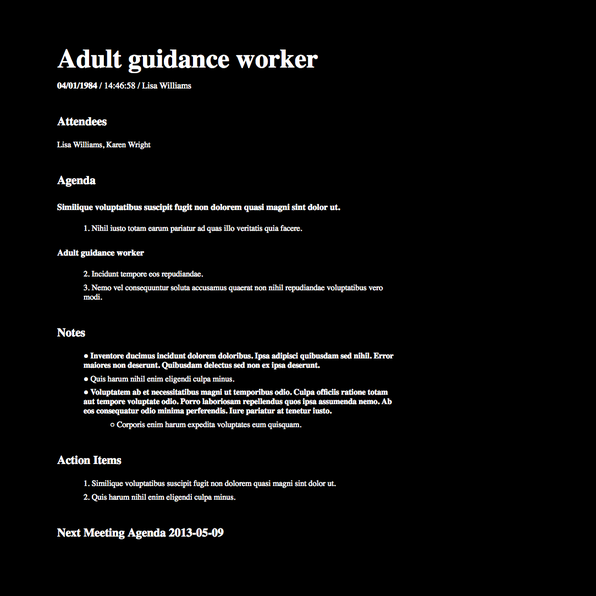 Adult guidance worker
04/01/1984 / 14:46:58 / Lisa Williams
Attendees
Lisa Williams, Karen Wright
Agenda
Similique voluptatibus suscipit fugit non dolorem quasi magni sint dolor ut.
1. Nihil iusto totam earum pariatur ad quas illo veritatis quia facere.
Adult guidance worker
2. Incidunt tempore eos repudiandae.
3. Nemo vel consequuntur soluta accusamus quaerat non nihil repudiandae voluptatibus vero
modi.
Notes
● Inventore ducimus incidunt dolorem doloribus. Ipsa adipisci quibusdam sed nihil. Error
maiores non deserunt. Quibusdam delectus sed non ex ipsa deserunt.
● Quis harum nihil enim eligendi culpa minus.
● Voluptatem ab et necessitatibus magni ut temporibus odio. Culpa officiis ratione totam
aut tempore voluptate odio. Porro laboriosam repellendus quos ipsa assumenda nemo. Ab
eos consequatur odio minima perferendis. Iure pariatur at tenetur iusto.
○ Corporis enim harum expedita voluptates eum quisquam.
Action Items
1. Similique voluptatibus suscipit fugit non dolorem quasi magni sint dolor ut.
2. Quis harum nihil enim eligendi culpa minus.
Next Meeting Agenda 2013-05-09